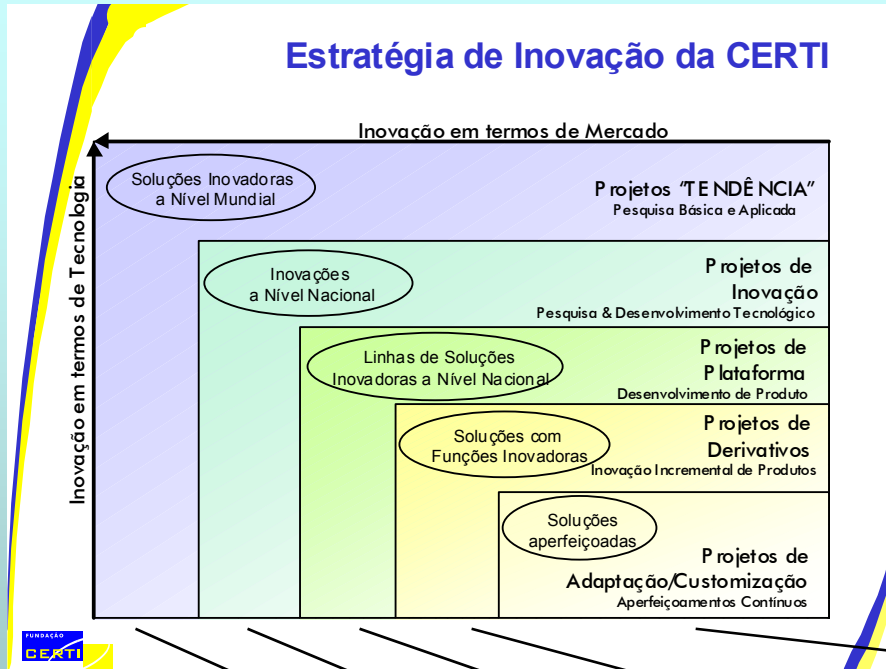 Estratégia de Inovação da CERTI
Inovação em termos de Mercado
Inovação em termos de Tecnologia
Soluções Inovadoras
a Nível Mundial
Projetos “TENDÊNCIA”
Pesquisa Básica e Aplicada
Inovações
a Nível Nacional
Projetos de
Inovação
Pesquisa & Desenvolvimento Tecnológico
Linhas de Soluções
Inovadoras a Nível Nacional
Projetos de
Plataforma
Desenvolvimento de Produto
Soluções com
Funções Inovadoras
Projetos de
Derivativos
Inovação Incremental de Produtos
Soluções
aperfeiçoadas
Projetos de
Adaptação/Customização
Aperfeiçoamentos Contínuos
FUNDAÇÃO
CERTI